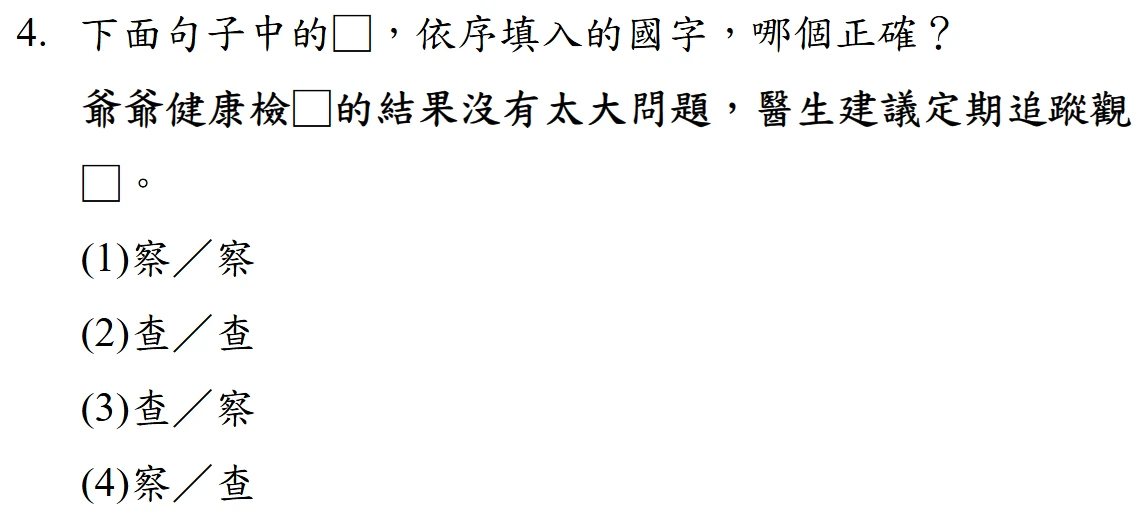 4. 下面句子中的□，依序填入的國字，哪個正確？
爺爺健康檢□的結果沒有太大問題，醫生建議定期追蹤觀
□。
(1)察／察
(2)查／查
(3)查／察
(4)察／查